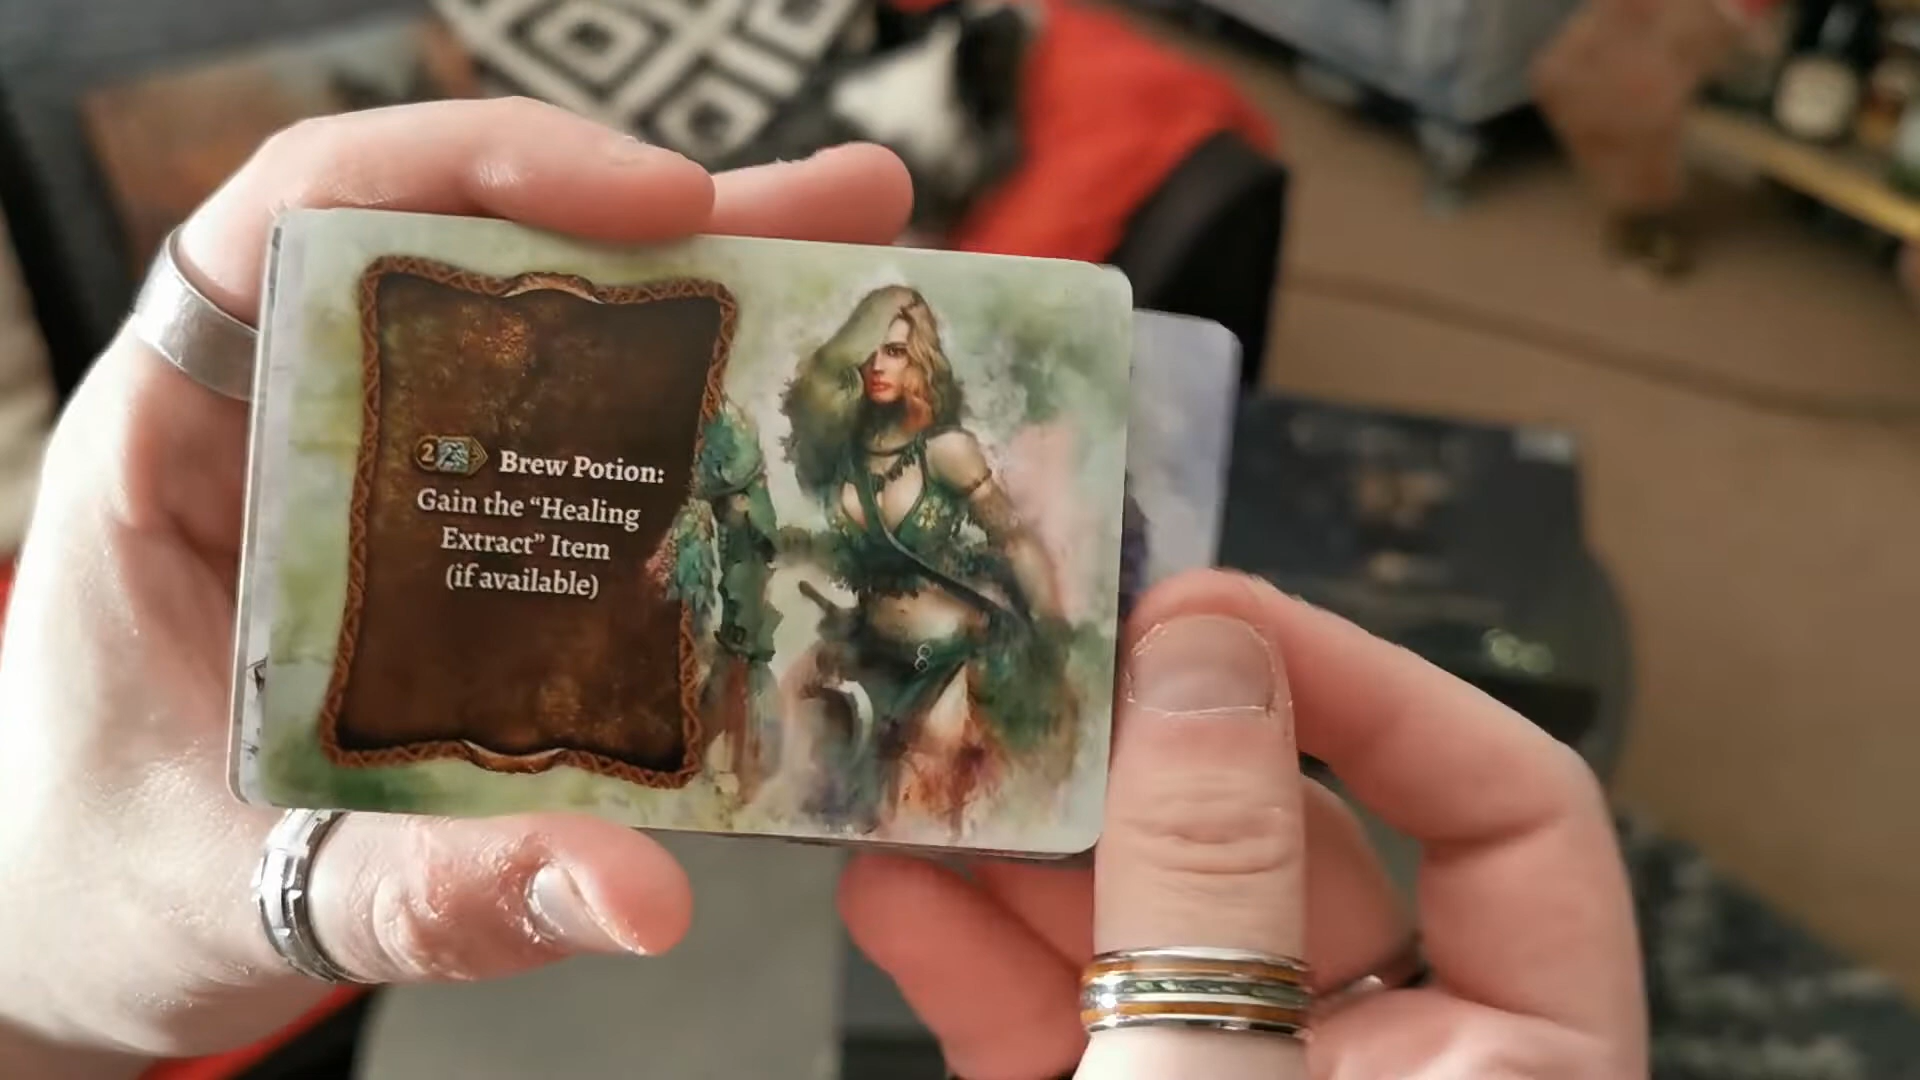 2 Brew Potion:
Gain the “Healing
Extract” Item
(if available)